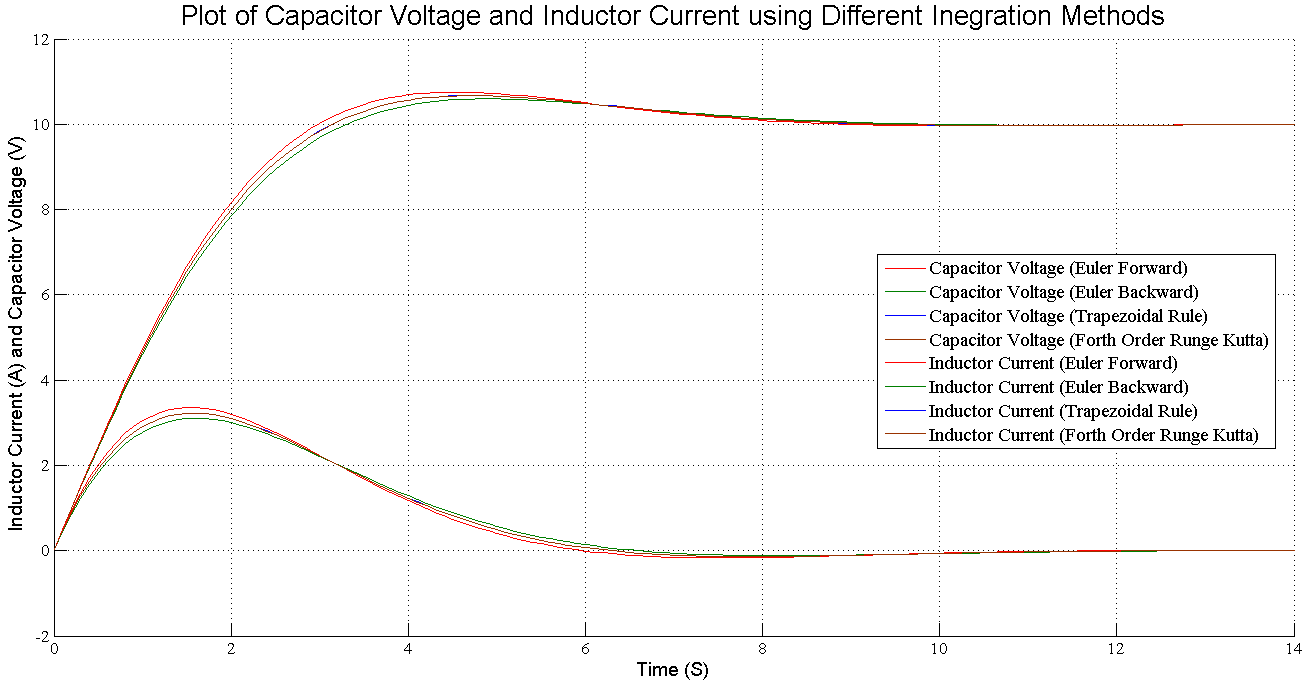 Plot of Capacitor Voltage and Inductor Current using Different Inegration Methods
Inductor Current (A) and Capacitor Voltage (V)
12
10
8
6
4
2
0
-2
Capacitor Voltage (Euler Forward)
Capacitor Voltage (Euler Backward)
Capacitor Voltage (Trapezoidal Rule)
Capacitor Voltage (Forth Order Runge Kutta)
Inductor Current (Euler Forward)
Inductor Current (Euler Backward)
Inductor Current (Trapezoidal Rule)
Inductor Current (Forth Order Runge Kutta)
0 2 4 6 8 10 12 14
Time (S)